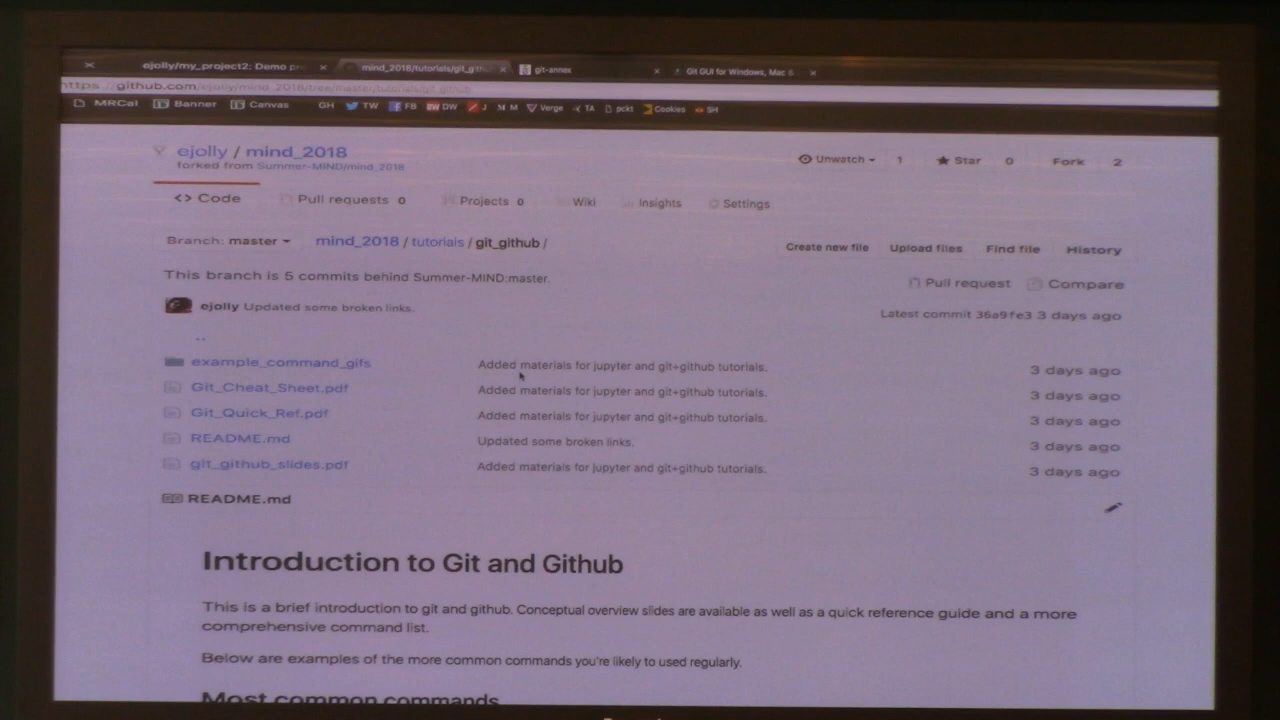 ejolly/my_project2: Demo pr mind_2018/tutorials/git_gith git-annex Git GUI for Windows, Mac &
https://github.com/ejolly/mind_2018/tree/master/tutorials/git_github
MRCal Banner Canvas GH TW FB DW J M M Verge TA pckt Cookies SH
ejolly / mind_2018 Unwatch 1 Star 0 Fork 2
forked from Summer-MIND/mind_2018
<> Code Pull requests 0 Projects 0 Wiki Insights Settings
Branch: master mind_2018 / tutorials / git_github / Create new file Upload files Find file History
This branch is 5 commits behind Summer-MIND:master. Pull request Compare
ejolly Updated some broken links. Latest commit 36a9fe3 3 days ago
..
example_command_gifs Added materials for jupyter and git+github tutorials. 3 days ago
Git_Cheat_Sheet.pdf Added materials for jupyter and git+github tutorials. 3 days ago
Git_Quick_Ref.pdf Added materials for jupyter and git+github tutorials. 3 days ago
README.md Updated some broken links. 3 days ago
git_github_slides.pdf Added materials for jupyter and git+github tutorials. 3 days ago
README.md
Introduction to Git and Github
This is a brief introduction to git and github. Conceptual overview slides are available as well as a quick reference guide and a more
comprehensive command list.
Below are examples of the more common commands you're likely to used regularly.
Most common commands